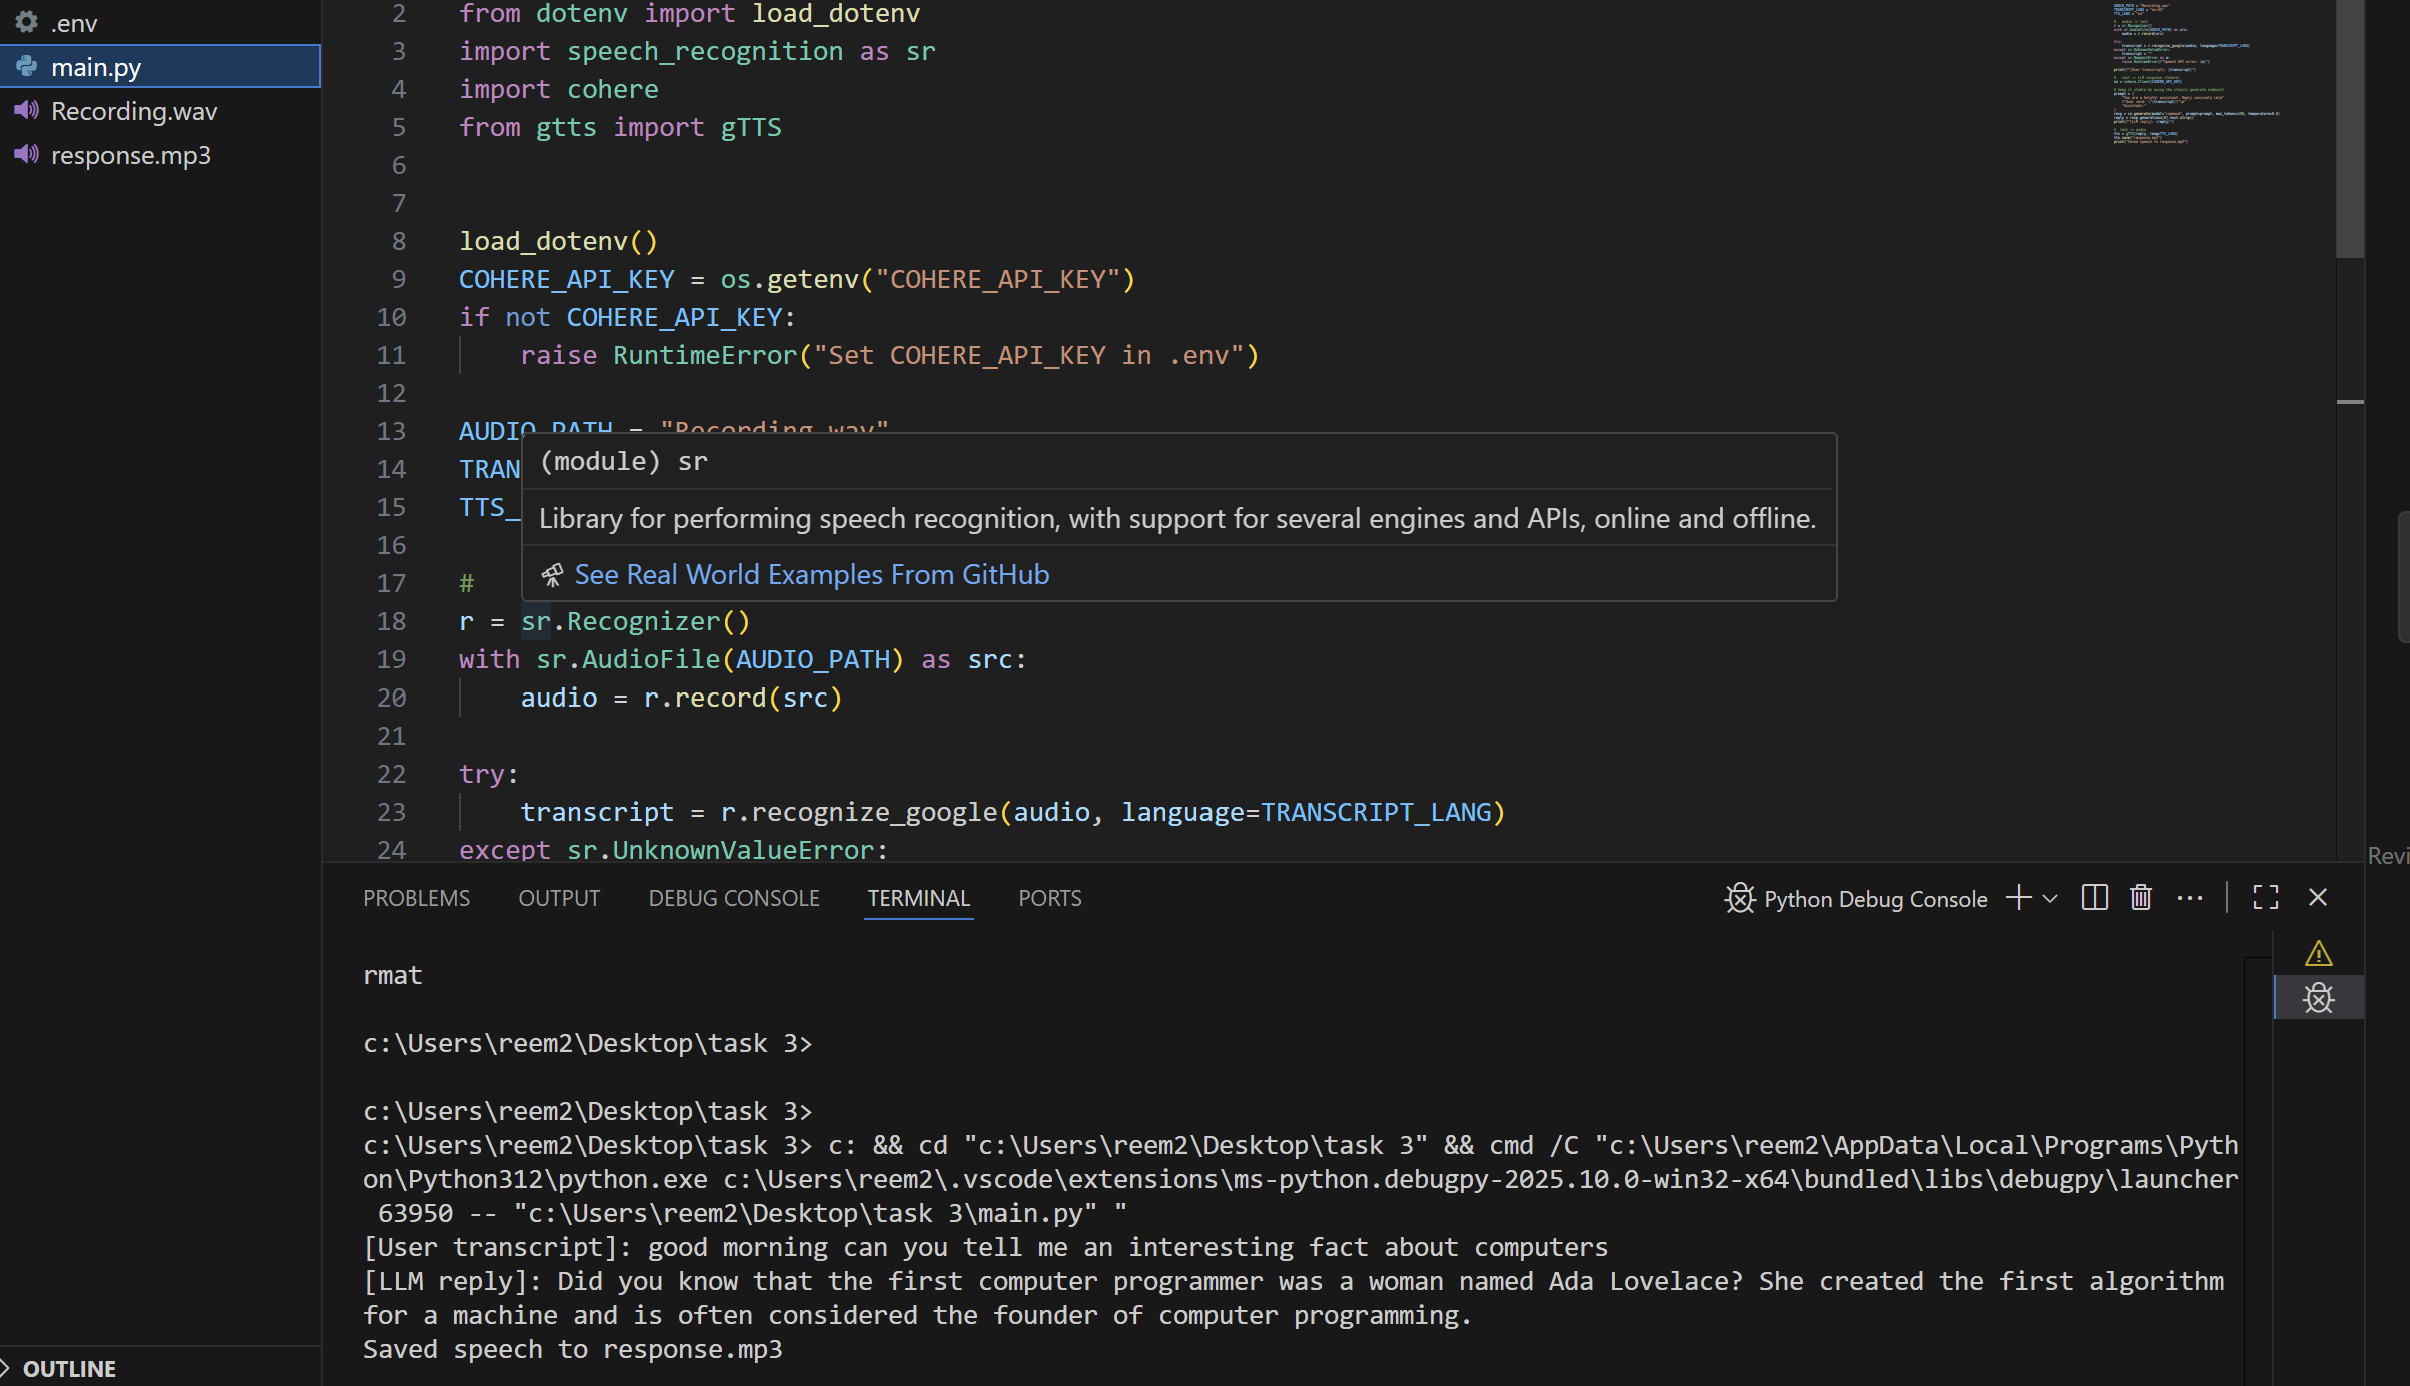 .env
main.py
Recording.wav
response.mp3
OUTLINE
2 from dotenv import load_dotenv
3 import speech_recognition as sr
4 import cohere
5 from gtts import gTTS
6
7
8 load_dotenv()
9 COHERE_API_KEY = os.getenv("COHERE_API_KEY")
10 if not COHERE_API_KEY:
11 raise RuntimeError("Set COHERE_API_KEY in .env")
12
13 AUDIO_PATH = "Recording.wav"
14 TRAN
15 TTS_
16
17 #
(module) sr
Library for performing speech recognition, with support for several engines and APIs, online and offline.
See Real World Examples From GitHub
18 r = sr.Recognizer()
19 with sr.AudioFile(AUDIO_PATH) as src:
20 audio = r.record(src)
21
22 try:
23 transcript = r.recognize_google(audio, language=TRANSCRIPT_LANG)
24 except sr.UnknownValueError:
Revi
PROBLEMS OUTPUT DEBUG CONSOLE TERMINAL PORTS
Python Debug Console
rmat
c:\Users\reem2\Desktop\task 3>
c:\Users\reem2\Desktop\task 3>
c:\Users\reem2\Desktop\task 3> c: && cd "c:\Users\reem2\Desktop\task 3" && cmd /C "c:\Users\reem2\AppData\Local\Programs\Pyth
on\Python312\python.exe c:\Users\reem2\.vscode\extensions\ms-python.debugpy-2025.10.0-win32-x64\bundled\libs\debugpy\launcher
63950 -- "c:\Users\reem2\Desktop\task 3\main.py" "
[User transcript]: good morning can you tell me an interesting fact about computers
[LLM reply]: Did you know that the first computer programmer was a woman named Ada Lovelace? She created the first algorithm
for a machine and is often considered the founder of computer programming.
Saved speech to response.mp3